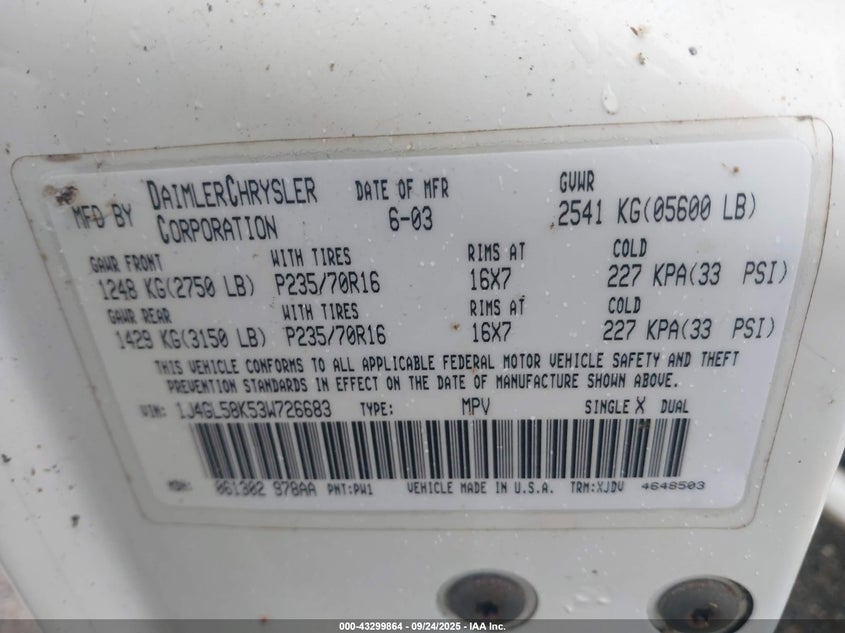 MFD BY DAIMLERCHRYSLER CORPORATION DATE OF MFR 6-03 GVWR 2541 KG(05600 LB)
GAWR FRONT WITH TIRES RIMS AT COLD
1248 KG(2750 LB) P235/70R16 16X7 227 KPA(33 PSI)
GAWR REAR WITH TIRES RIMS AT COLD
1429 KG(3150 LB) P235/70R16 16X7 227 KPA(33 PSI)
THIS VEHICLE CONFORMS TO ALL APPLICABLE FEDERAL MOTOR VEHICLE SAFETY AND THEFT
PREVENTION STANDARDS IN EFFECT ON THE DATE OF MANUFACTURE SHOWN ABOVE.
VIN: 1J4GL58K53W726683 TYPE: MPV SINGLE X DUAL
MDH: 061302 978AA PNT:PW1 VEHICLE MADE IN U.S.A. TRM:XJDV 4648503
000-43299864 - 09/24/2025 - IAA Inc.